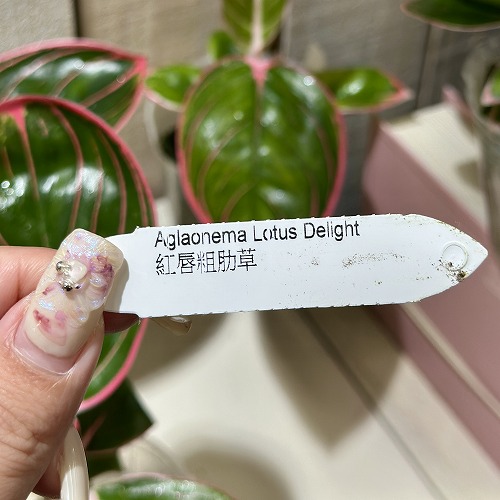 Aglaonema Lotus Delight
紅唇粗肋草